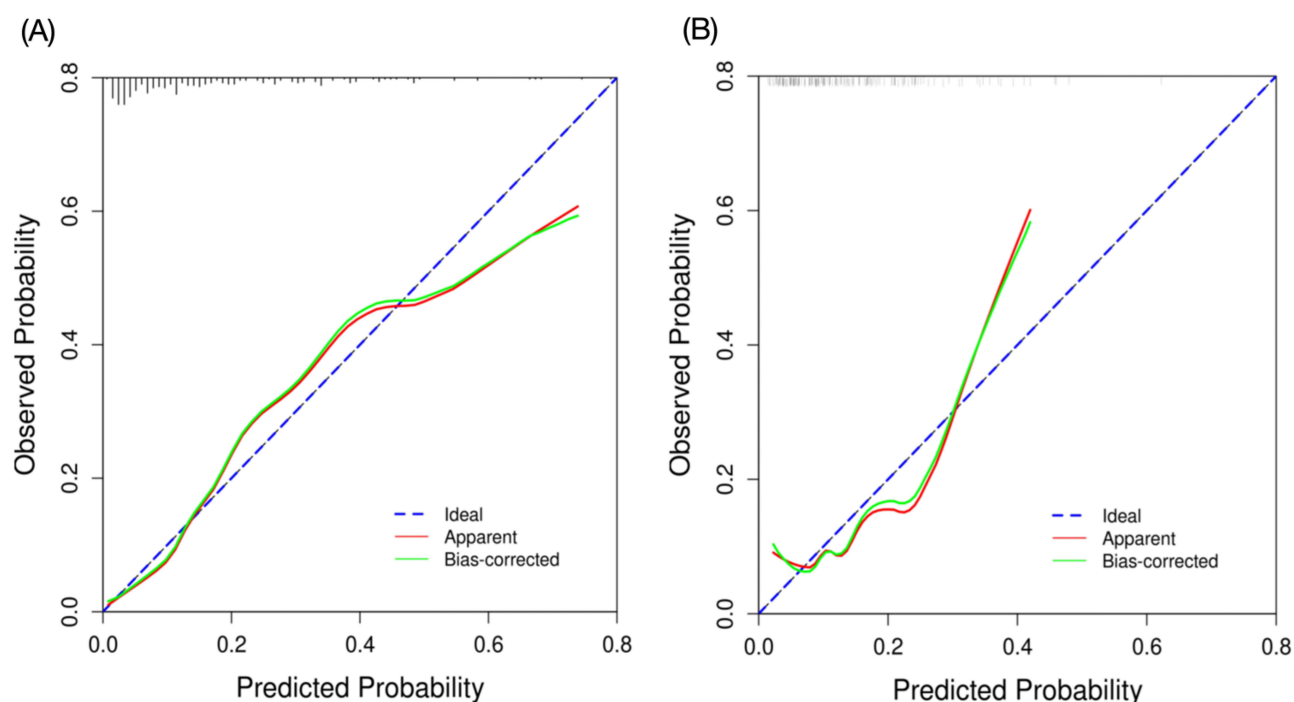 (A)
0.8
0.6
0.4
0.2
0.0
Observed Probability
Ideal
Apparent
Bias-corrected
0.0 0.2 0.4 0.6 0.8
Predicted Probability
(B)
0.8
0.6
0.4
0.2
0.0
Observed Probability
Ideal
Apparent
Bias-corrected
0.0 0.2 0.4 0.6 0.8
Predicted Probability